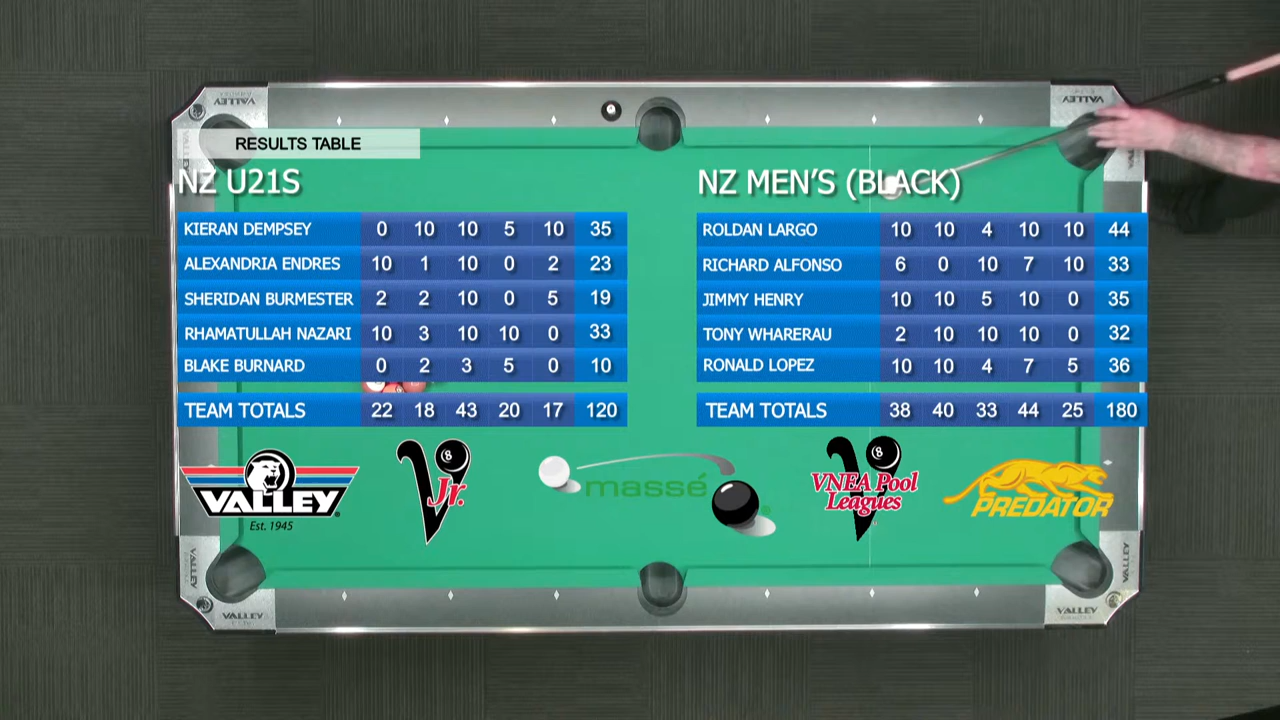 VALLEY
VALLEY
RESULTS TABLE
NZ U21S
KIERAN DEMPSEY 0 10 10 5 10 35
ALEXANDRIA ENDRES 10 1 10 0 2 23
SHERIDAN BURMESTER 2 2 10 0 5 19
RHAMATULLAH NAZARI 10 3 10 10 0 33
BLAKE BURNARD 0 2 3 5 0 10
TEAM TOTALS 22 18 43 20 17 120
NZ MEN'S (BLACK)
ROLDAN LARGO 10 10 4 10 10 44
RICHARD ALFONSO 6 0 10 7 10 33
JIMMY HENRY 10 10 5 10 0 35
TONY WHARERAU 2 10 10 10 0 32
RONALD LOPEZ 10 10 4 7 5 36
TEAM TOTALS 38 40 33 44 25 180
VALLEY
Est. 1945
8
V Jr.
massé
8
VNEA Pool
Leagues
PREDATOR
VALLEY
VALLEY
VALLEY
VALLEY